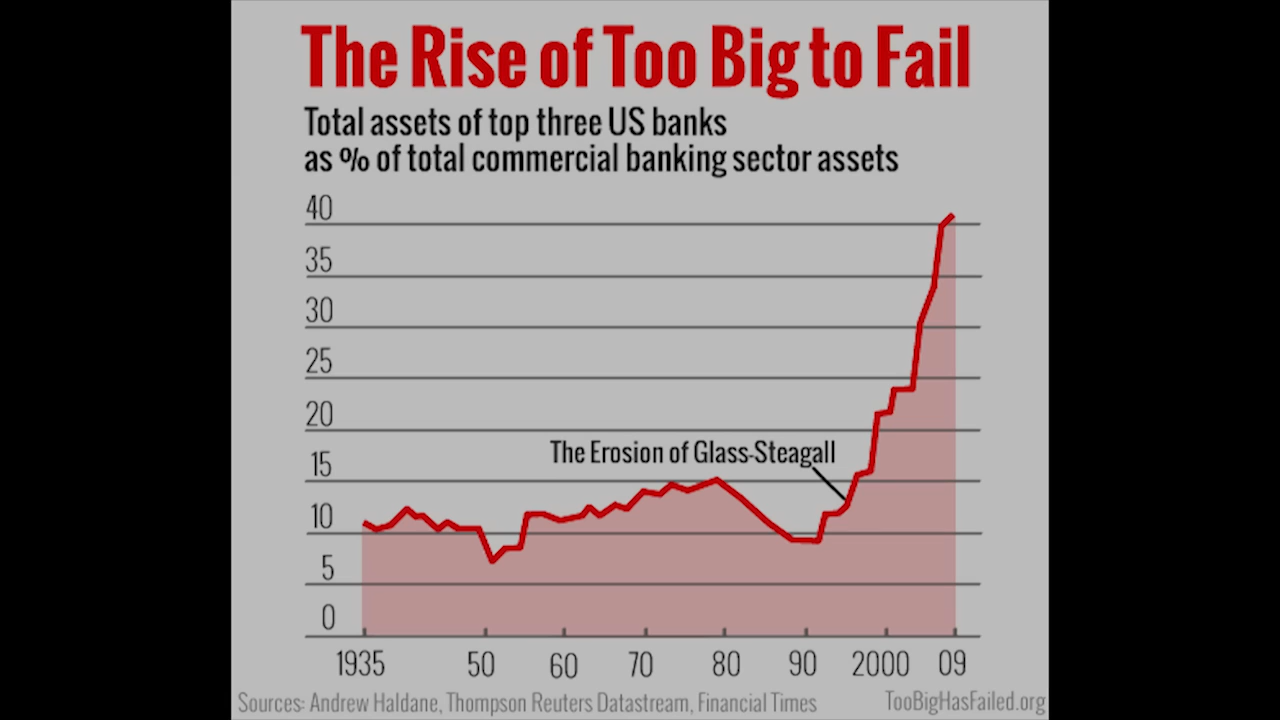 The Rise of Too Big to Fail
Total assets of top three US banks
as % of total commercial banking sector assets
40
35
30
25
20
The Erosion of Glass-Steagall
15
10
5
0
1935 50 60 70 80 90 2000 09
Sources: Andrew Haldane, Thompson Reuters Datastream, Financial Times TooBigHasFailed.org